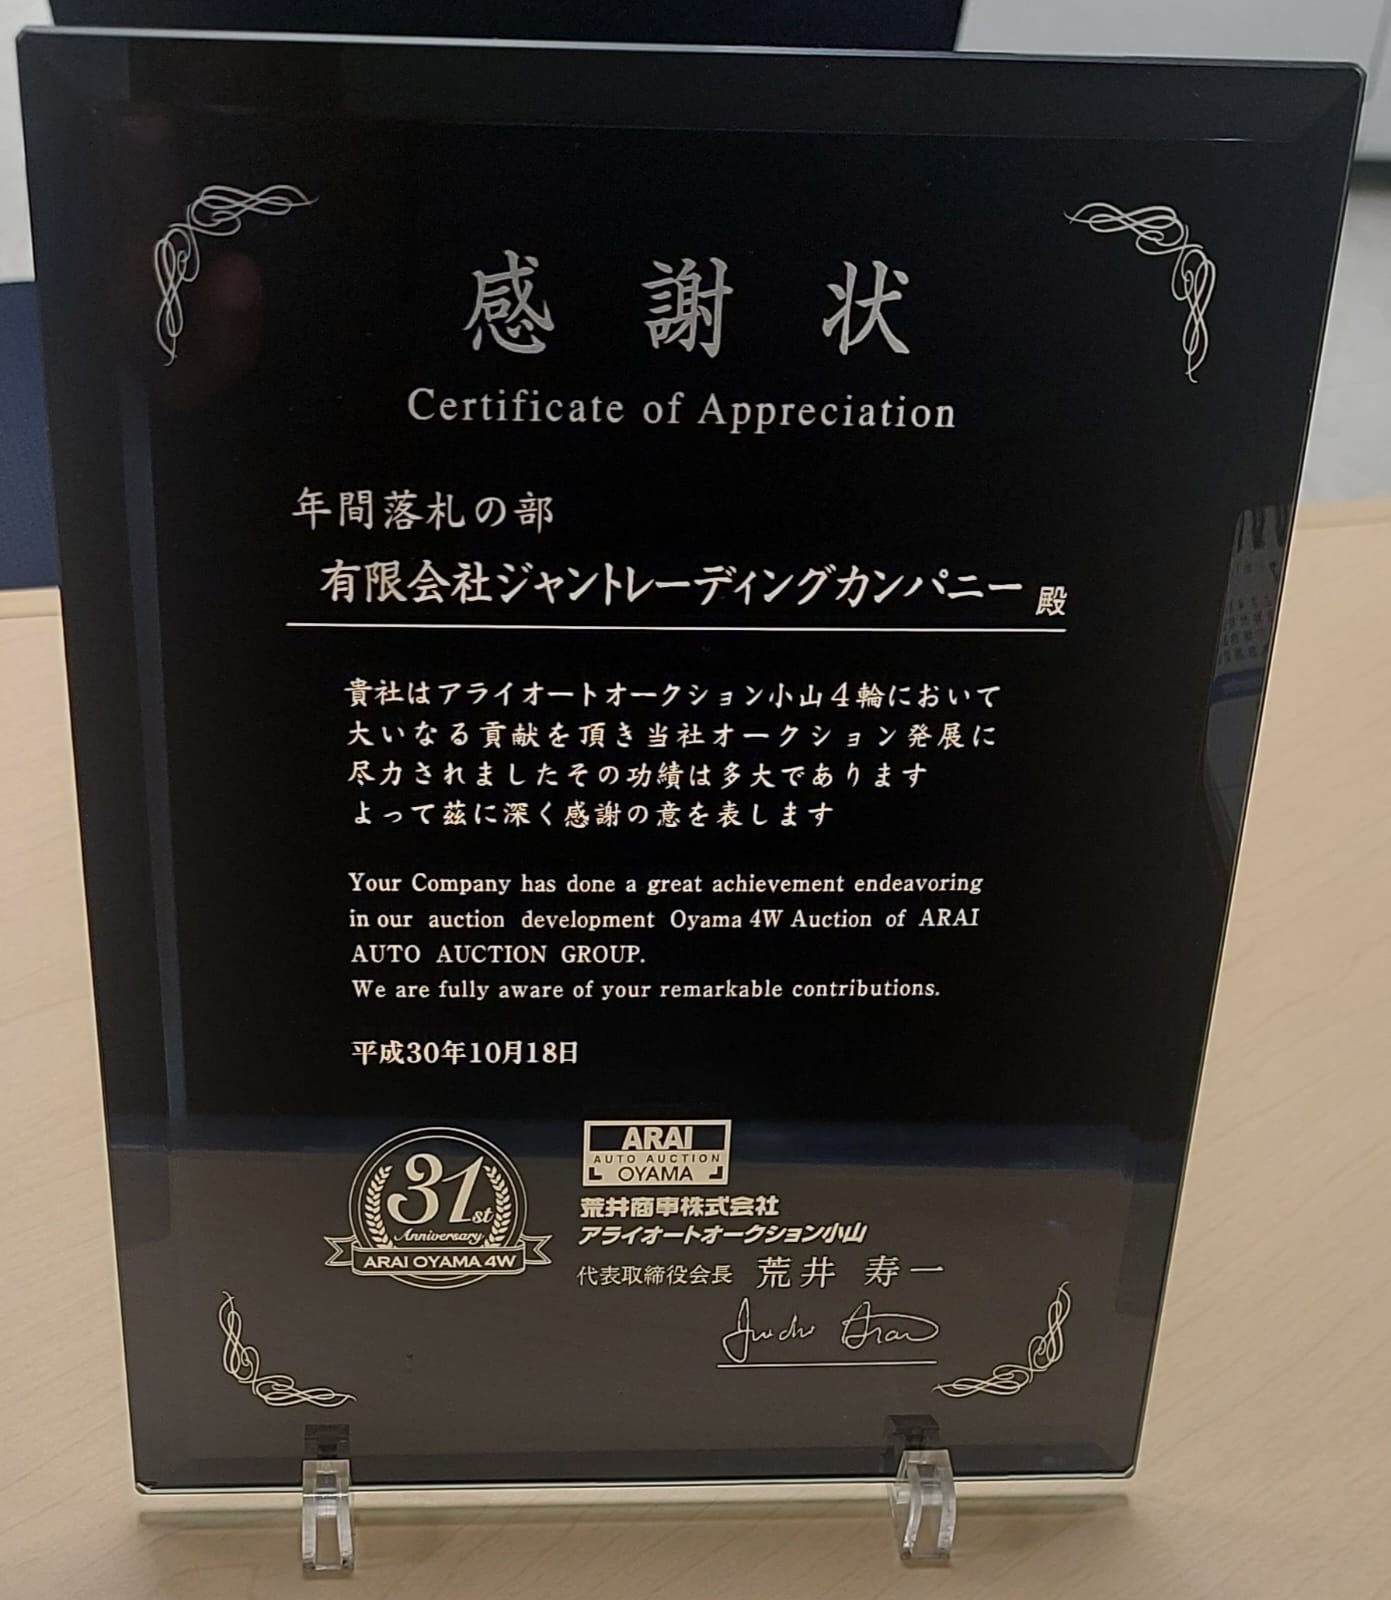 感謝状
Certificate of Appreciation
年間落札の部
有限会社ジャントレーディングカンパニー 殿
貴社はアライオートオークション小山4輪において
大いなる貢献を頂き当社オークション発展に
尽力されましたその功績は多大であります
よって茲に深く感謝の意を表します
Your Company has done a great achievement endeavoring
in our auction development Oyama 4W Auction of ARAI
AUTO AUCTION GROUP.
We are fully aware of your remarkable contributions.
平成30年10月18日
31st
Anniversary
ARAI OYAMA 4W
ARAI
AUTO AUCTION
OYAMA
荒井商事株式会社
アライオートオークション小山
代表取締役会長 荒井 寿一